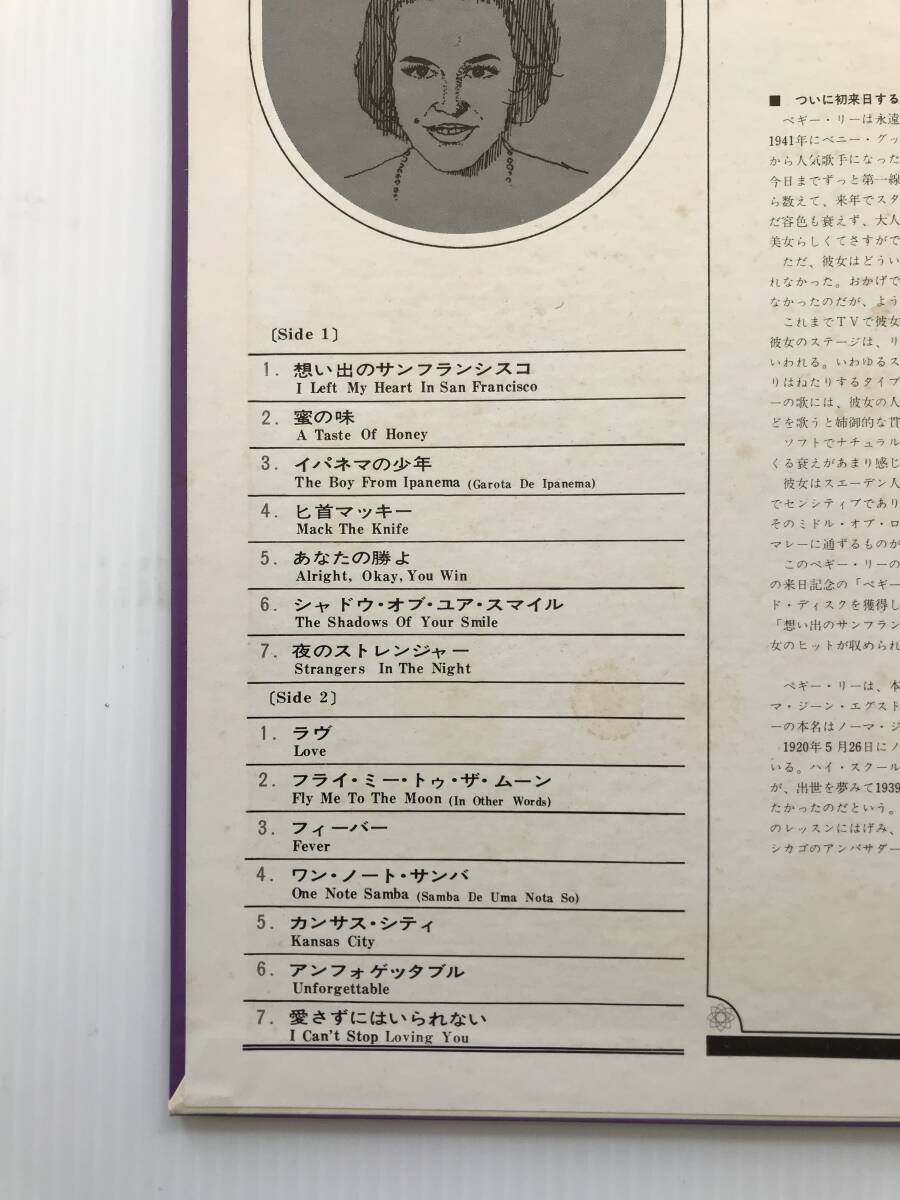 〔Side 1〕
1. 想い出のサンフランシスコ
I Left My Heart In San Francisco
2. 蜜の味
A Taste Of Honey
3. イパネマの少年
The Boy From Ipanema (Garota De Ipanema)
4. 匕首マッキー
Mack The Knife
5. あなたの勝よ
Alright, Okay, You Win
6. シャドウ・オブ・ユア・スマイル
The Shadows Of Your Smile
7. 夜のストレンジャー
Strangers In The Night
〔Side 2〕
1. ラヴ
Love
2. フライ・ミー・トゥ・ザ・ムーン
Fly Me To The Moon (In Other Words)
3. フィーバー
Fever
4. ワン・ノート・サンバ
One Note Samba (Samba De Uma Nota So)
5. カンサス・シティ
Kansas City
6. アンフォゲッタブル
Unforgettable
7. 愛さずにはいられない
I Can't Stop Loving You
■ ついに初来日する
ペギー・リーは永遠
1941年にベニー・グッ
から人気歌手になった
今日までずっと第一線
ら数えて、来年でスタ
だ容色も衰えず、大人
美女らしくてさすがで
ただ、彼女はどうい
れなかった。おかげで
なかったのだが、よう
これまでTVで彼女
彼女のステージは、リ
いわれる。いわゆるス
りはねたりするタイプ
ーの歌には、彼女の人
どを歌うと姉御的な貫
ソフトでナチュラル
くる衰えがあまり感じ
彼女はスエーデン人
でセンシティブであり
そのミドル・オブ・ロ
マレーに通ずるものが
このペギー・リーの
の来日記念の「ペギー
ド・ディスクを獲得し
「想い出のサンフラン
女のヒットが収められ
ペギー・リーは、本
マ・ジーン・エグスト
ーの本名はノーマ・ジ
1920年5月26日にノ
いる。ハイ・スクール
が、出世を夢みて1939
たかったのだという。
のレッスンにはげみ、
シカゴのアンバサダー